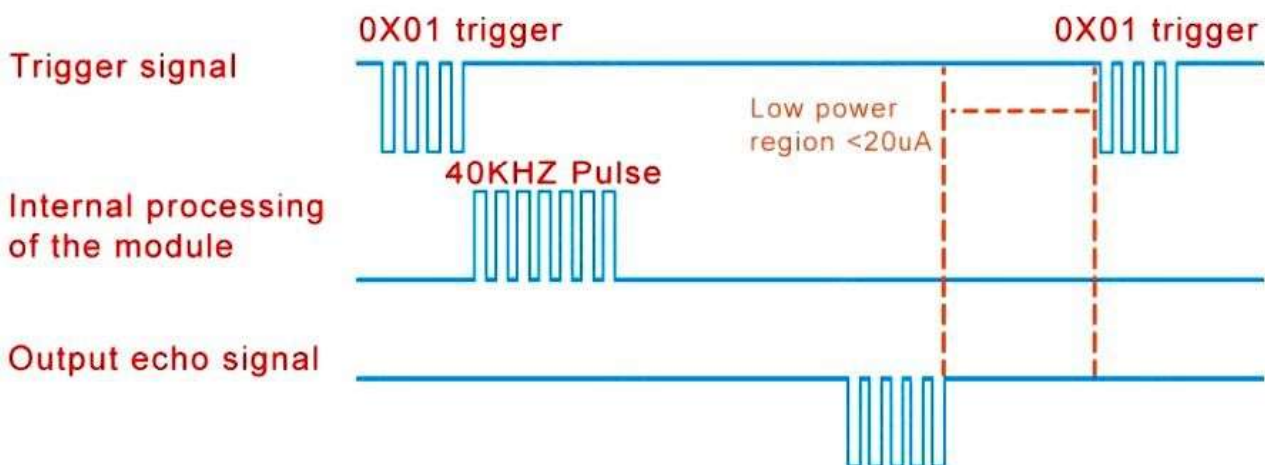 0X01 trigger
0X01 trigger
Trigger signal
Low power
region <20uA
40KHZ Pulse
Internal processing
of the module
Output echo signal